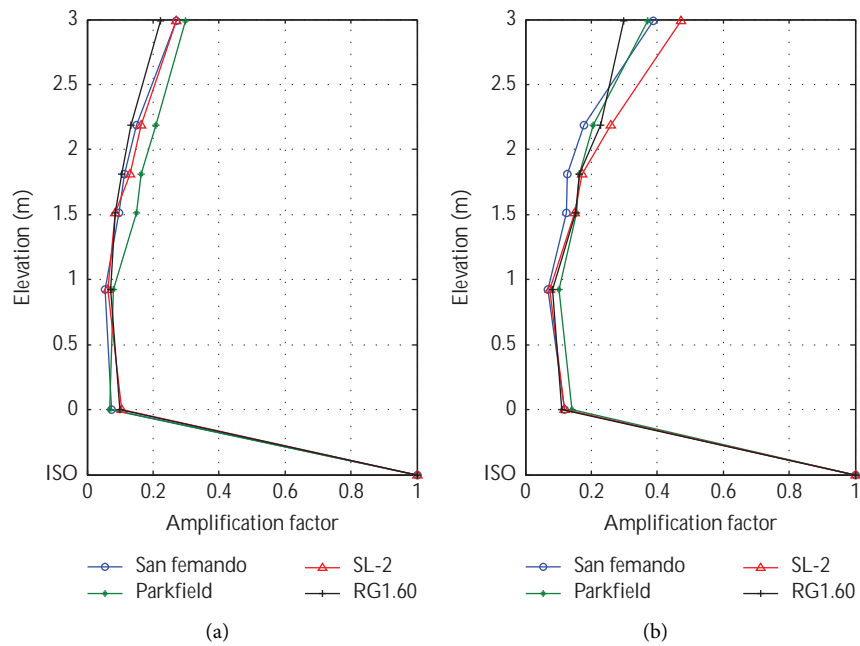 3
2.5
2
1.5
1
0.5
0
ISO
Elevation (m)
0 0.2 0.4 0.6 0.8 1
Amplification factor
San femando SL-2
Parkfield RG1.60
(a)
3
2.5
2
1.5
1
0.5
0
ISO
Elevation (m)
0 0.2 0.4 0.6 0.8 1
Amplification factor
San femando SL-2
Parkfield RG1.60
(b)